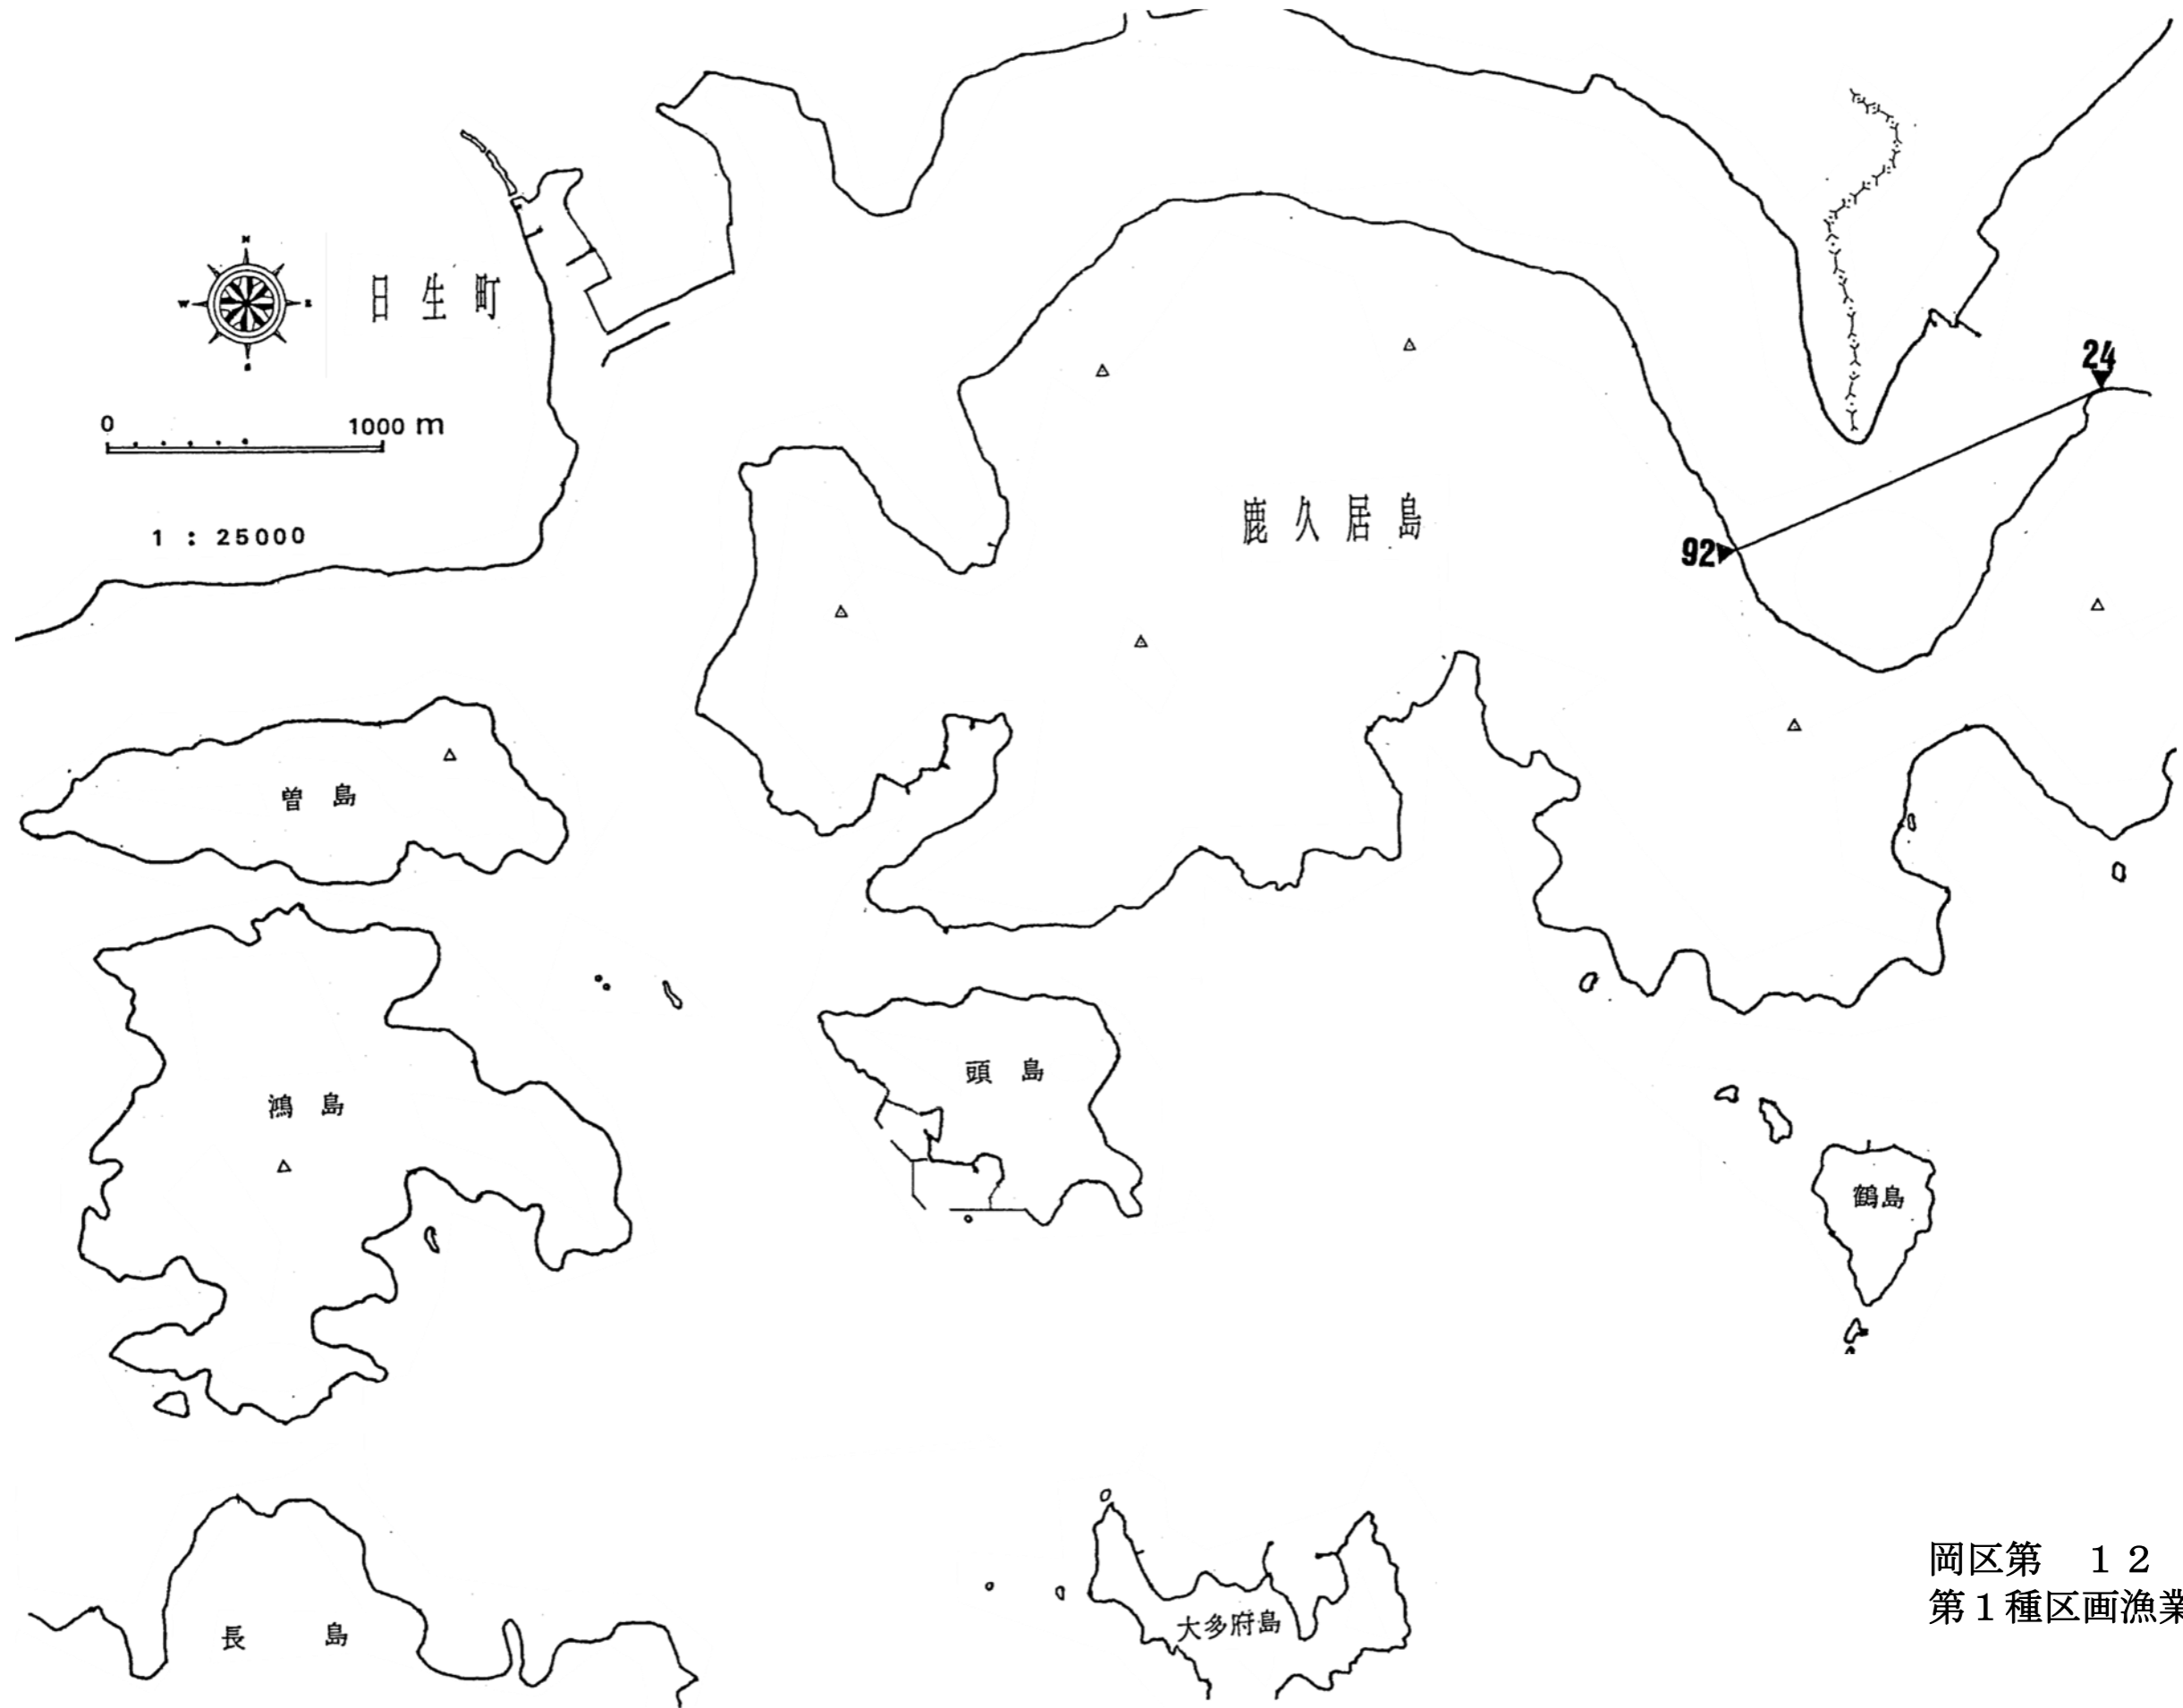 24
N
W
E
S
日生町
0 1000 m
1 : 25000
鹿久居島
92
曽島
頭島
鴻島
鶴島
長島
大多府島
岡区第 12
第1種区画漁業